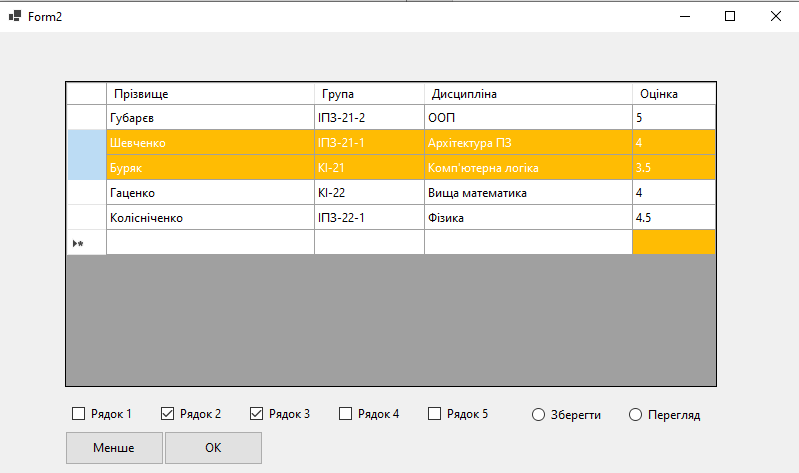 Form2
Прізвище Група Дисципліна Оцінка
Губарєв ІПЗ-21-2 ООП 5
Шевченко ІПЗ-21-1 Архітектура ПЗ 4
Буряк КІ-21 Комп'ютерна логіка 3.5
Гаценко КІ-22 Вища математика 4
Колісніченко ІПЗ-22-1 Фізика 4.5
Рядок 1 Рядок 2 Рядок 3 Рядок 4 Рядок 5 Зберегти Перегляд
Менше ОК